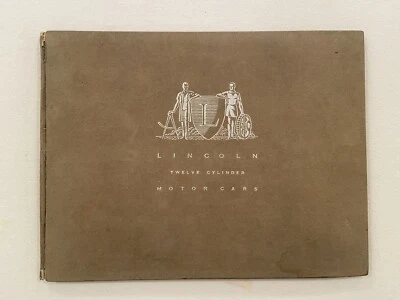 L
LINCOLN
TWELVE CYLINDER
MOTOR CARS